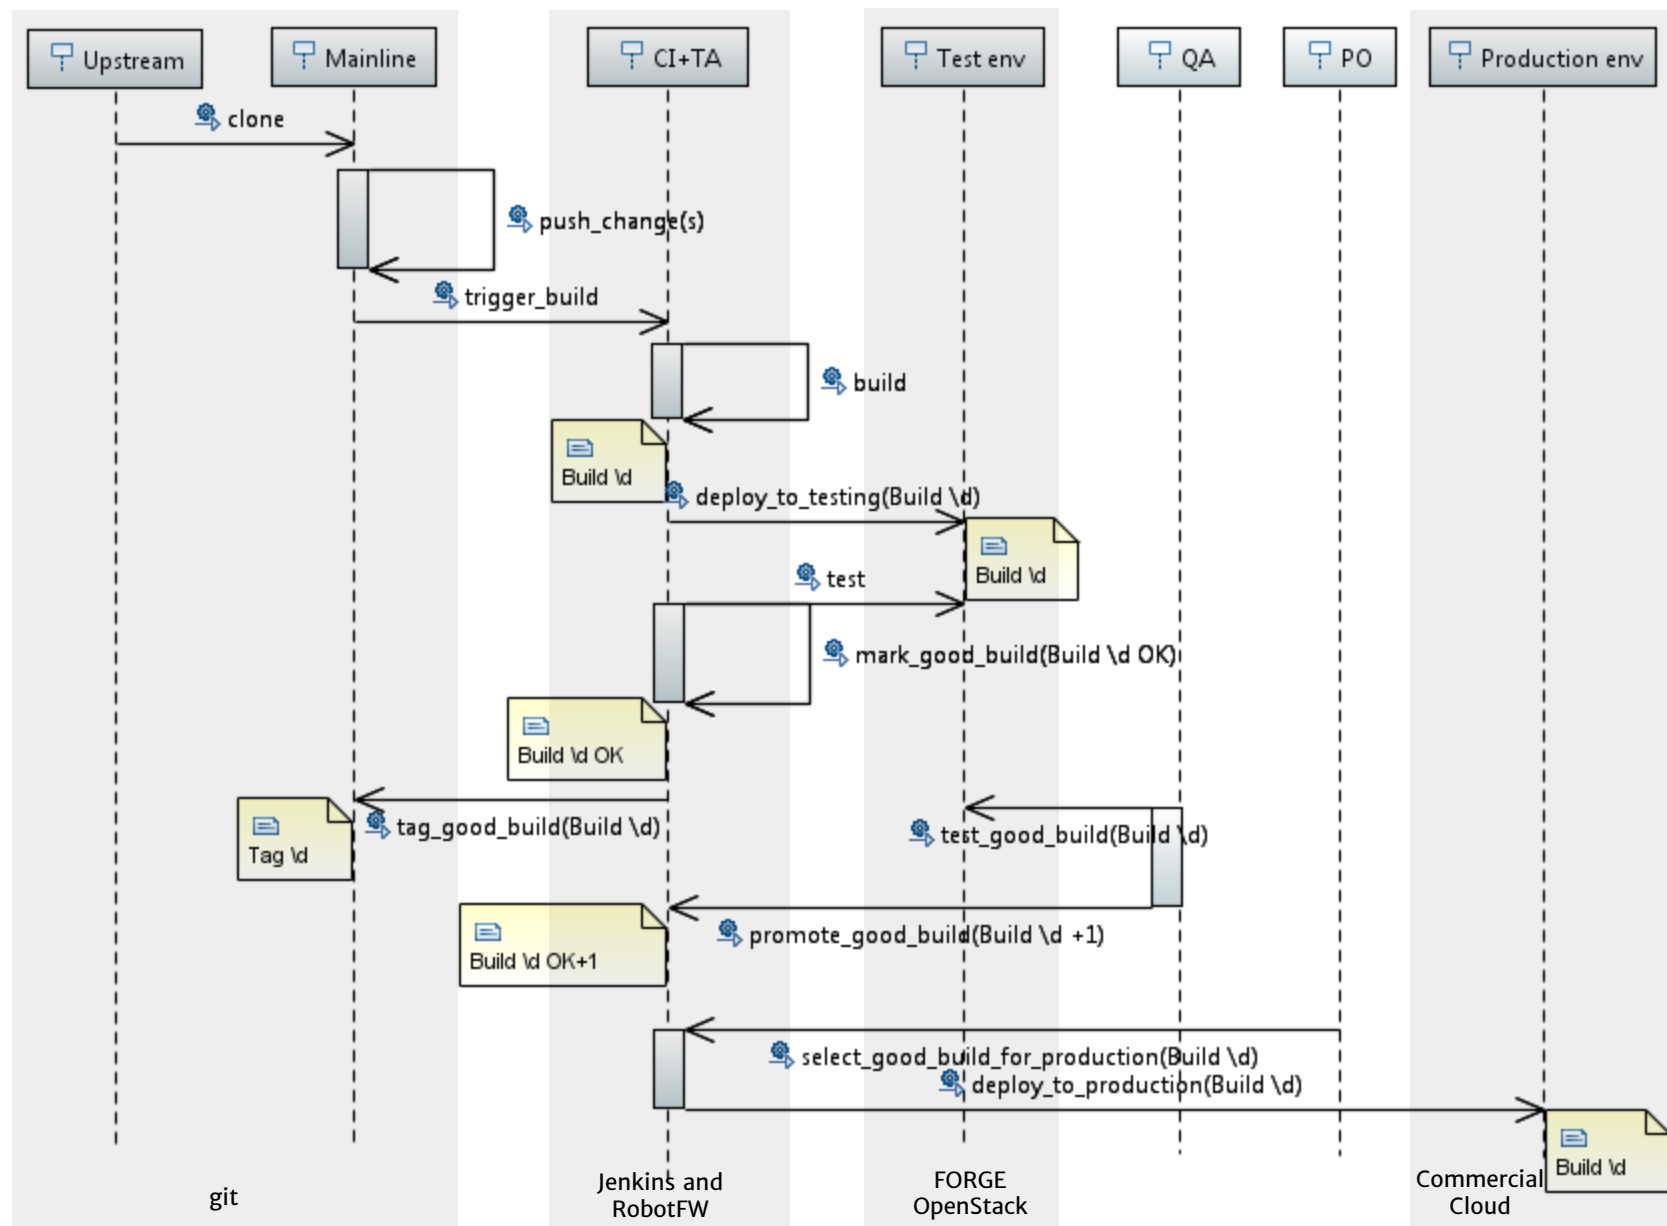 Upstream
Mainline
CI+TA
Test env
QA
PO
Production env
clone
push_change(s)
trigger_build
build
Build \d
deploy_to_testing(Build \d)
Build \d
test
mark_good_build(Build \d OK)
Build \d OK
tag_good_build(Build \d)
Tag \d
test_good_build(Build \d)
promote_good_build(Build \d +1)
Build \d OK+1
select_good_build_for_production(Build \d)
deploy_to_production(Build \d)
Build \d
git
Jenkins and
RobotFW
FORGE
OpenStack
Commercial
Cloud